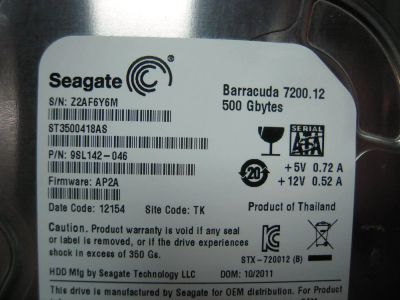 Seagate
Barracuda 7200.12
500 Gbytes
S/N: Z2AF6Y6M
ST3500418AS
P/N: 9SL142-046
SERIAL
SATA
20
+5V 0.72 A
+12V 0.52 A
Firmware: AP2A
Date Code: 12154 Site Code: TK
Product of Thailand
Caution: Product warranty is void if any seal
or label is removed, or if the drive experiences
shock in excess of 350 Gs.
STX-720012 (B)
HDD Mfg by Seagate Technology LLC
DOM: 10/2011
This drive is manufactured by Seagate for OEM distribution. For product